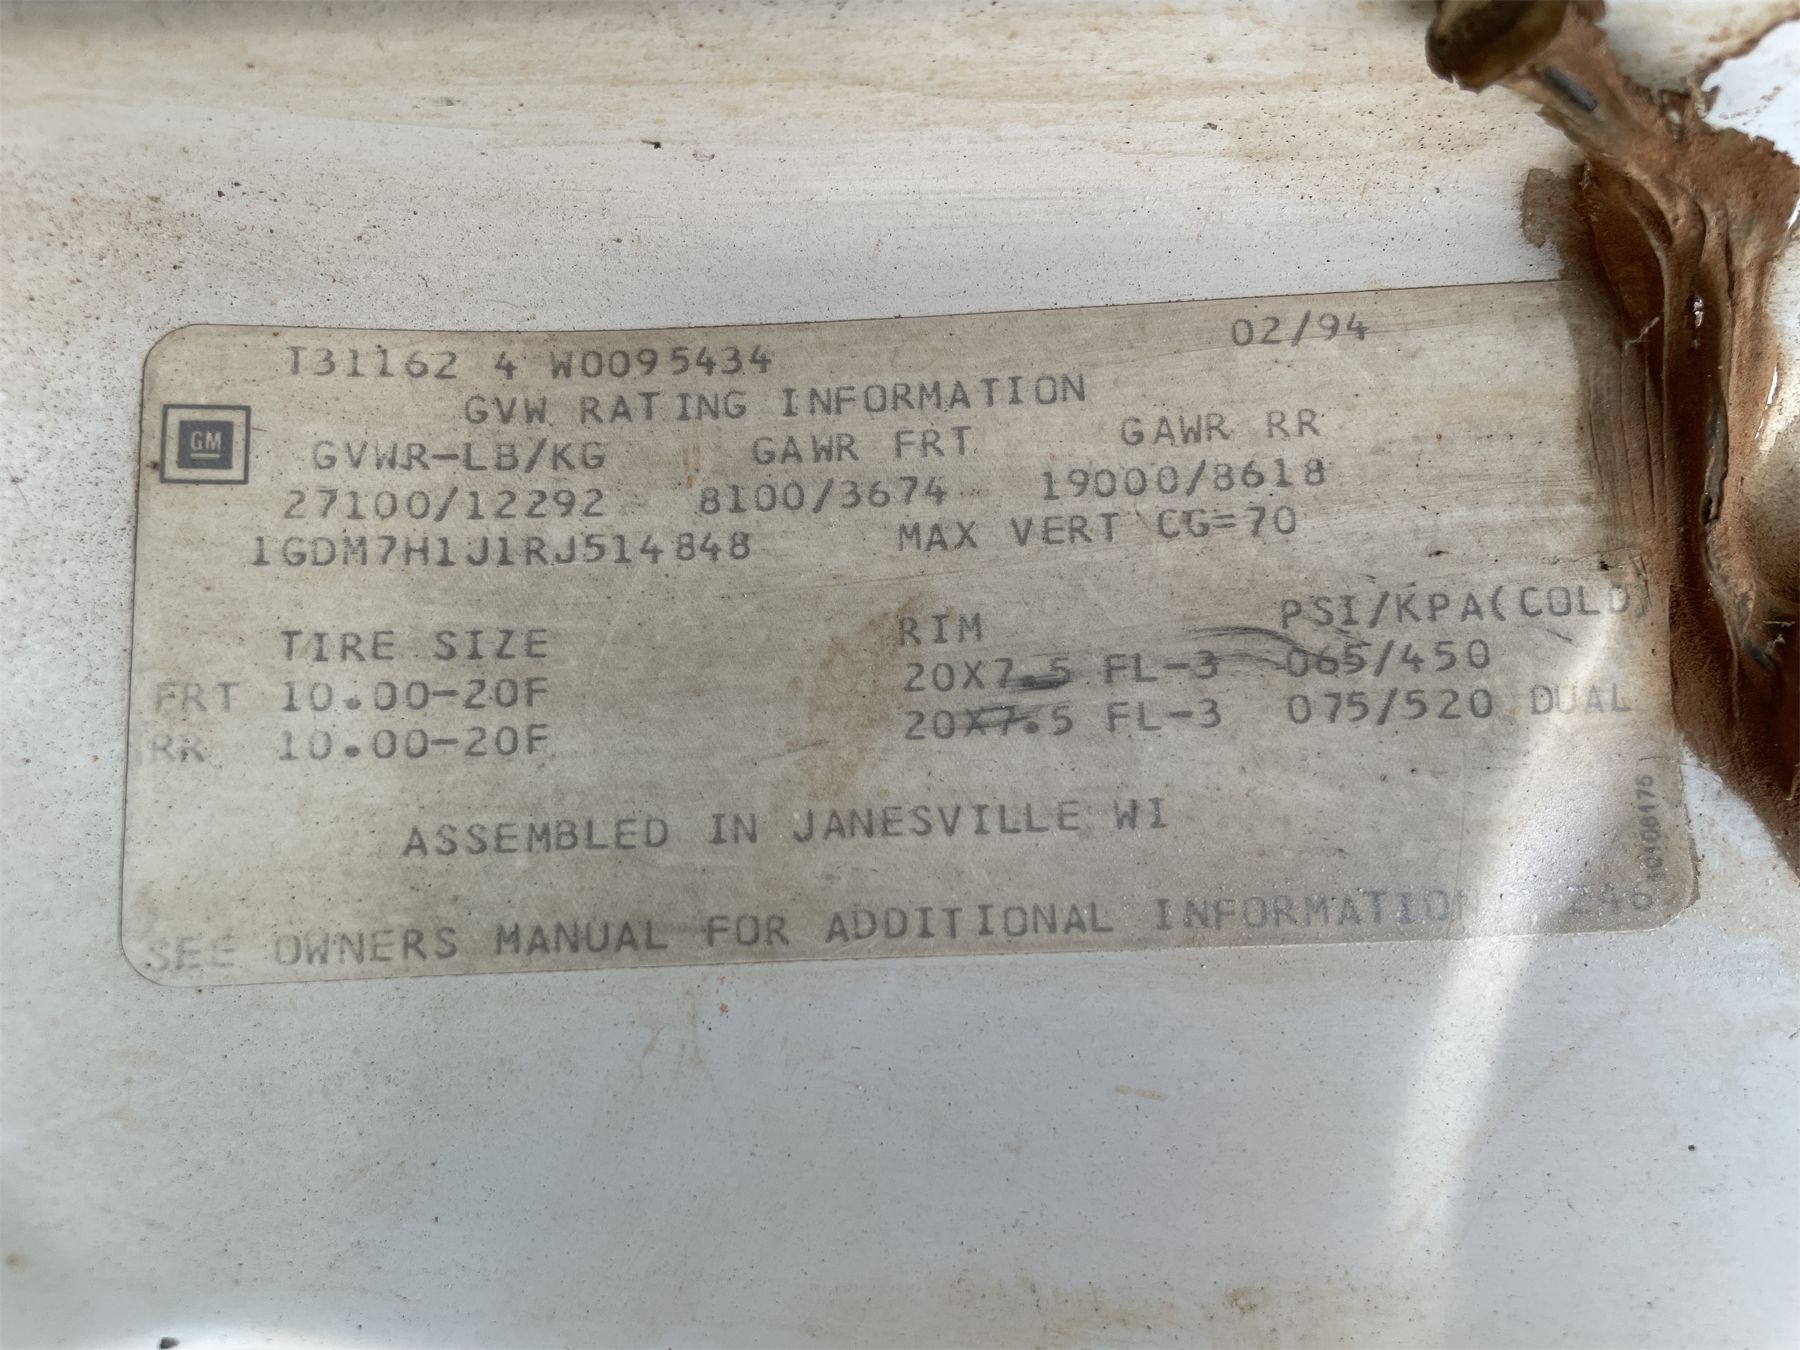 T31162 4 W0095434 02/94
GVW RATING INFORMATION
GM
GVWR-LB/KG GAWR FRT GAWR RR
27100/12292 8100/3674 19000/8618
1GDM7H1J1RJ514848 MAX VERT CG=70
TIRE SIZE RIM PSI/KPA(COLD)
FRT 10.00-20F 20X7.5 FL-3 065/450
RR 10.00-20F 20X7.5 FL-3 075/520 DUAL
ASSEMBLED IN JANESVILLE WI
SEE OWNERS MANUAL FOR ADDITIONAL INFORMATION 246